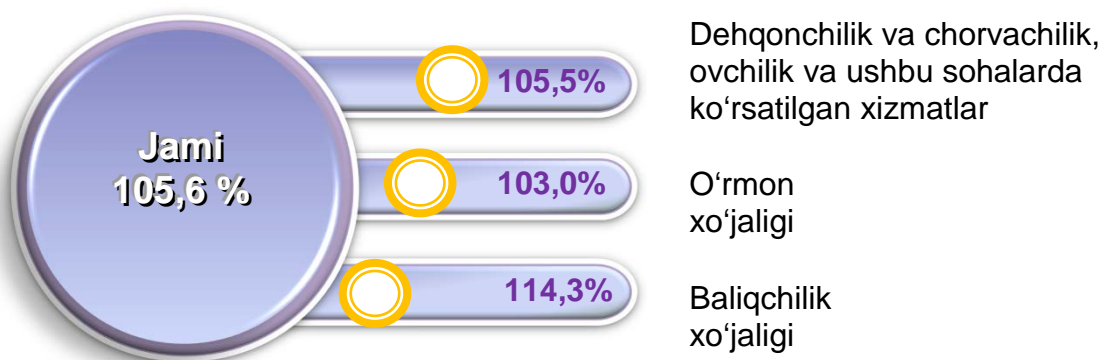 Jami
105,6 %
105,5%
Dehqonchilik va chorvachilik,
ovchilik va ushbu sohalarda
ko‘rsatilgan xizmatlar
103,0%
O‘rmon
xo‘jaligi
114,3%
Baliqchilik
xo‘jaligi